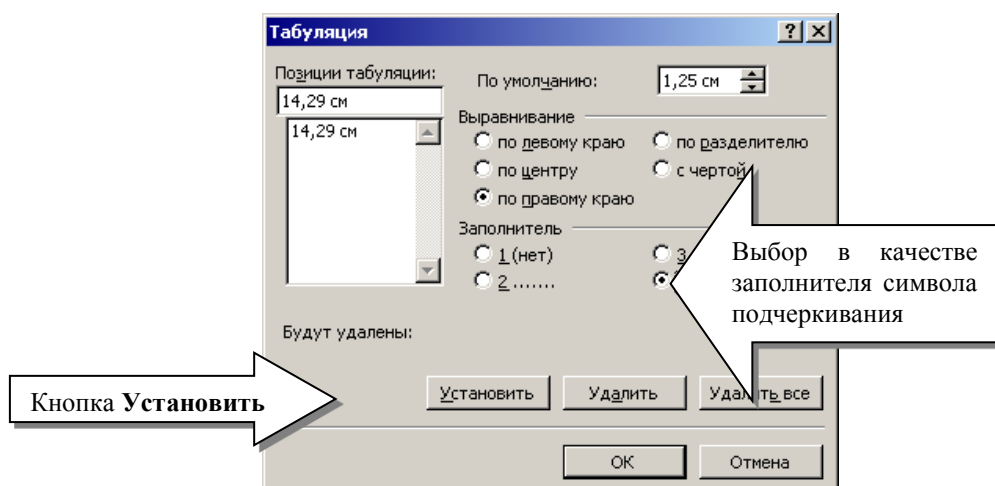 Табуляция
Позиции табуляции:
По умолчанию:
1,25 см
14,29 см
14,29 см
Выравнивание
по левому краю
по разделителю
по центру
с чертой
по правому краю
Заполнитель
1 (нет)
3
2 .......
Выбор в качестве
заполнителя символа
подчеркивания
Будут удалены:
Кнопка Установить
Установить
Удалить
Удалить все
ОК
Отмена